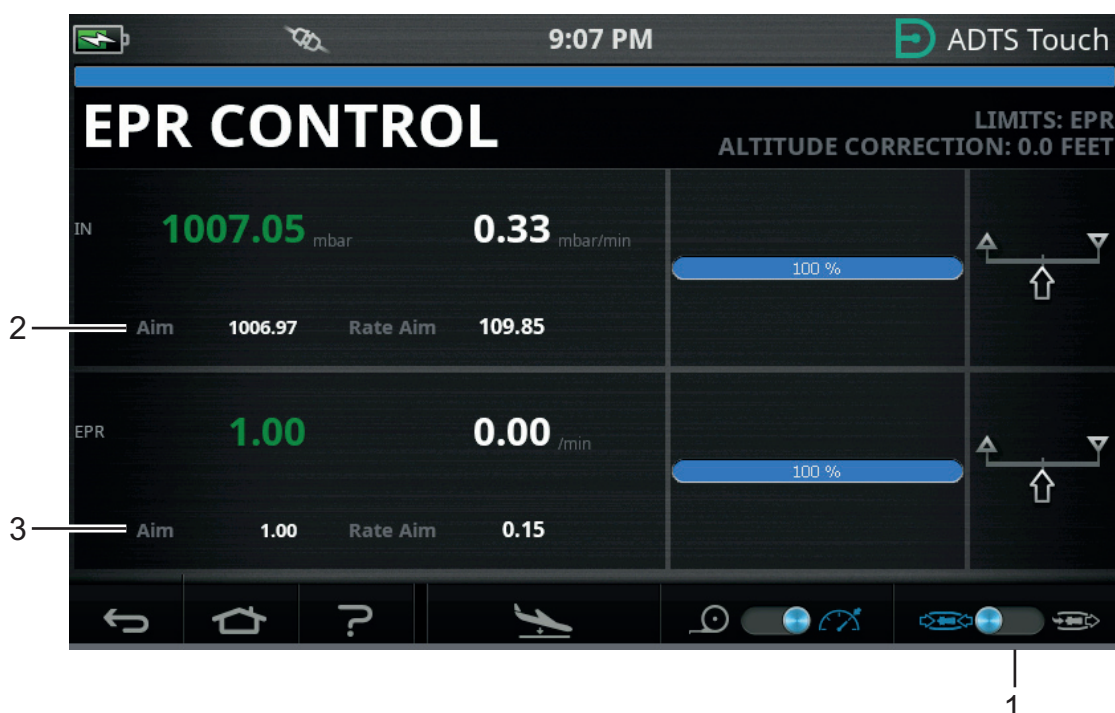 9:07 PM ADTS Touch
EPR CONTROL
LIMITS: EPR
ALTITUDE CORRECTION: 0.0 FEET
IN 1007.05 mbar 0.33 mbar/min
100 %
2 Aim 1006.97 Rate Aim 109.85
EPR 1.00 0.00 /min
100 %
3 Aim 1.00 Rate Aim 0.15
?
1